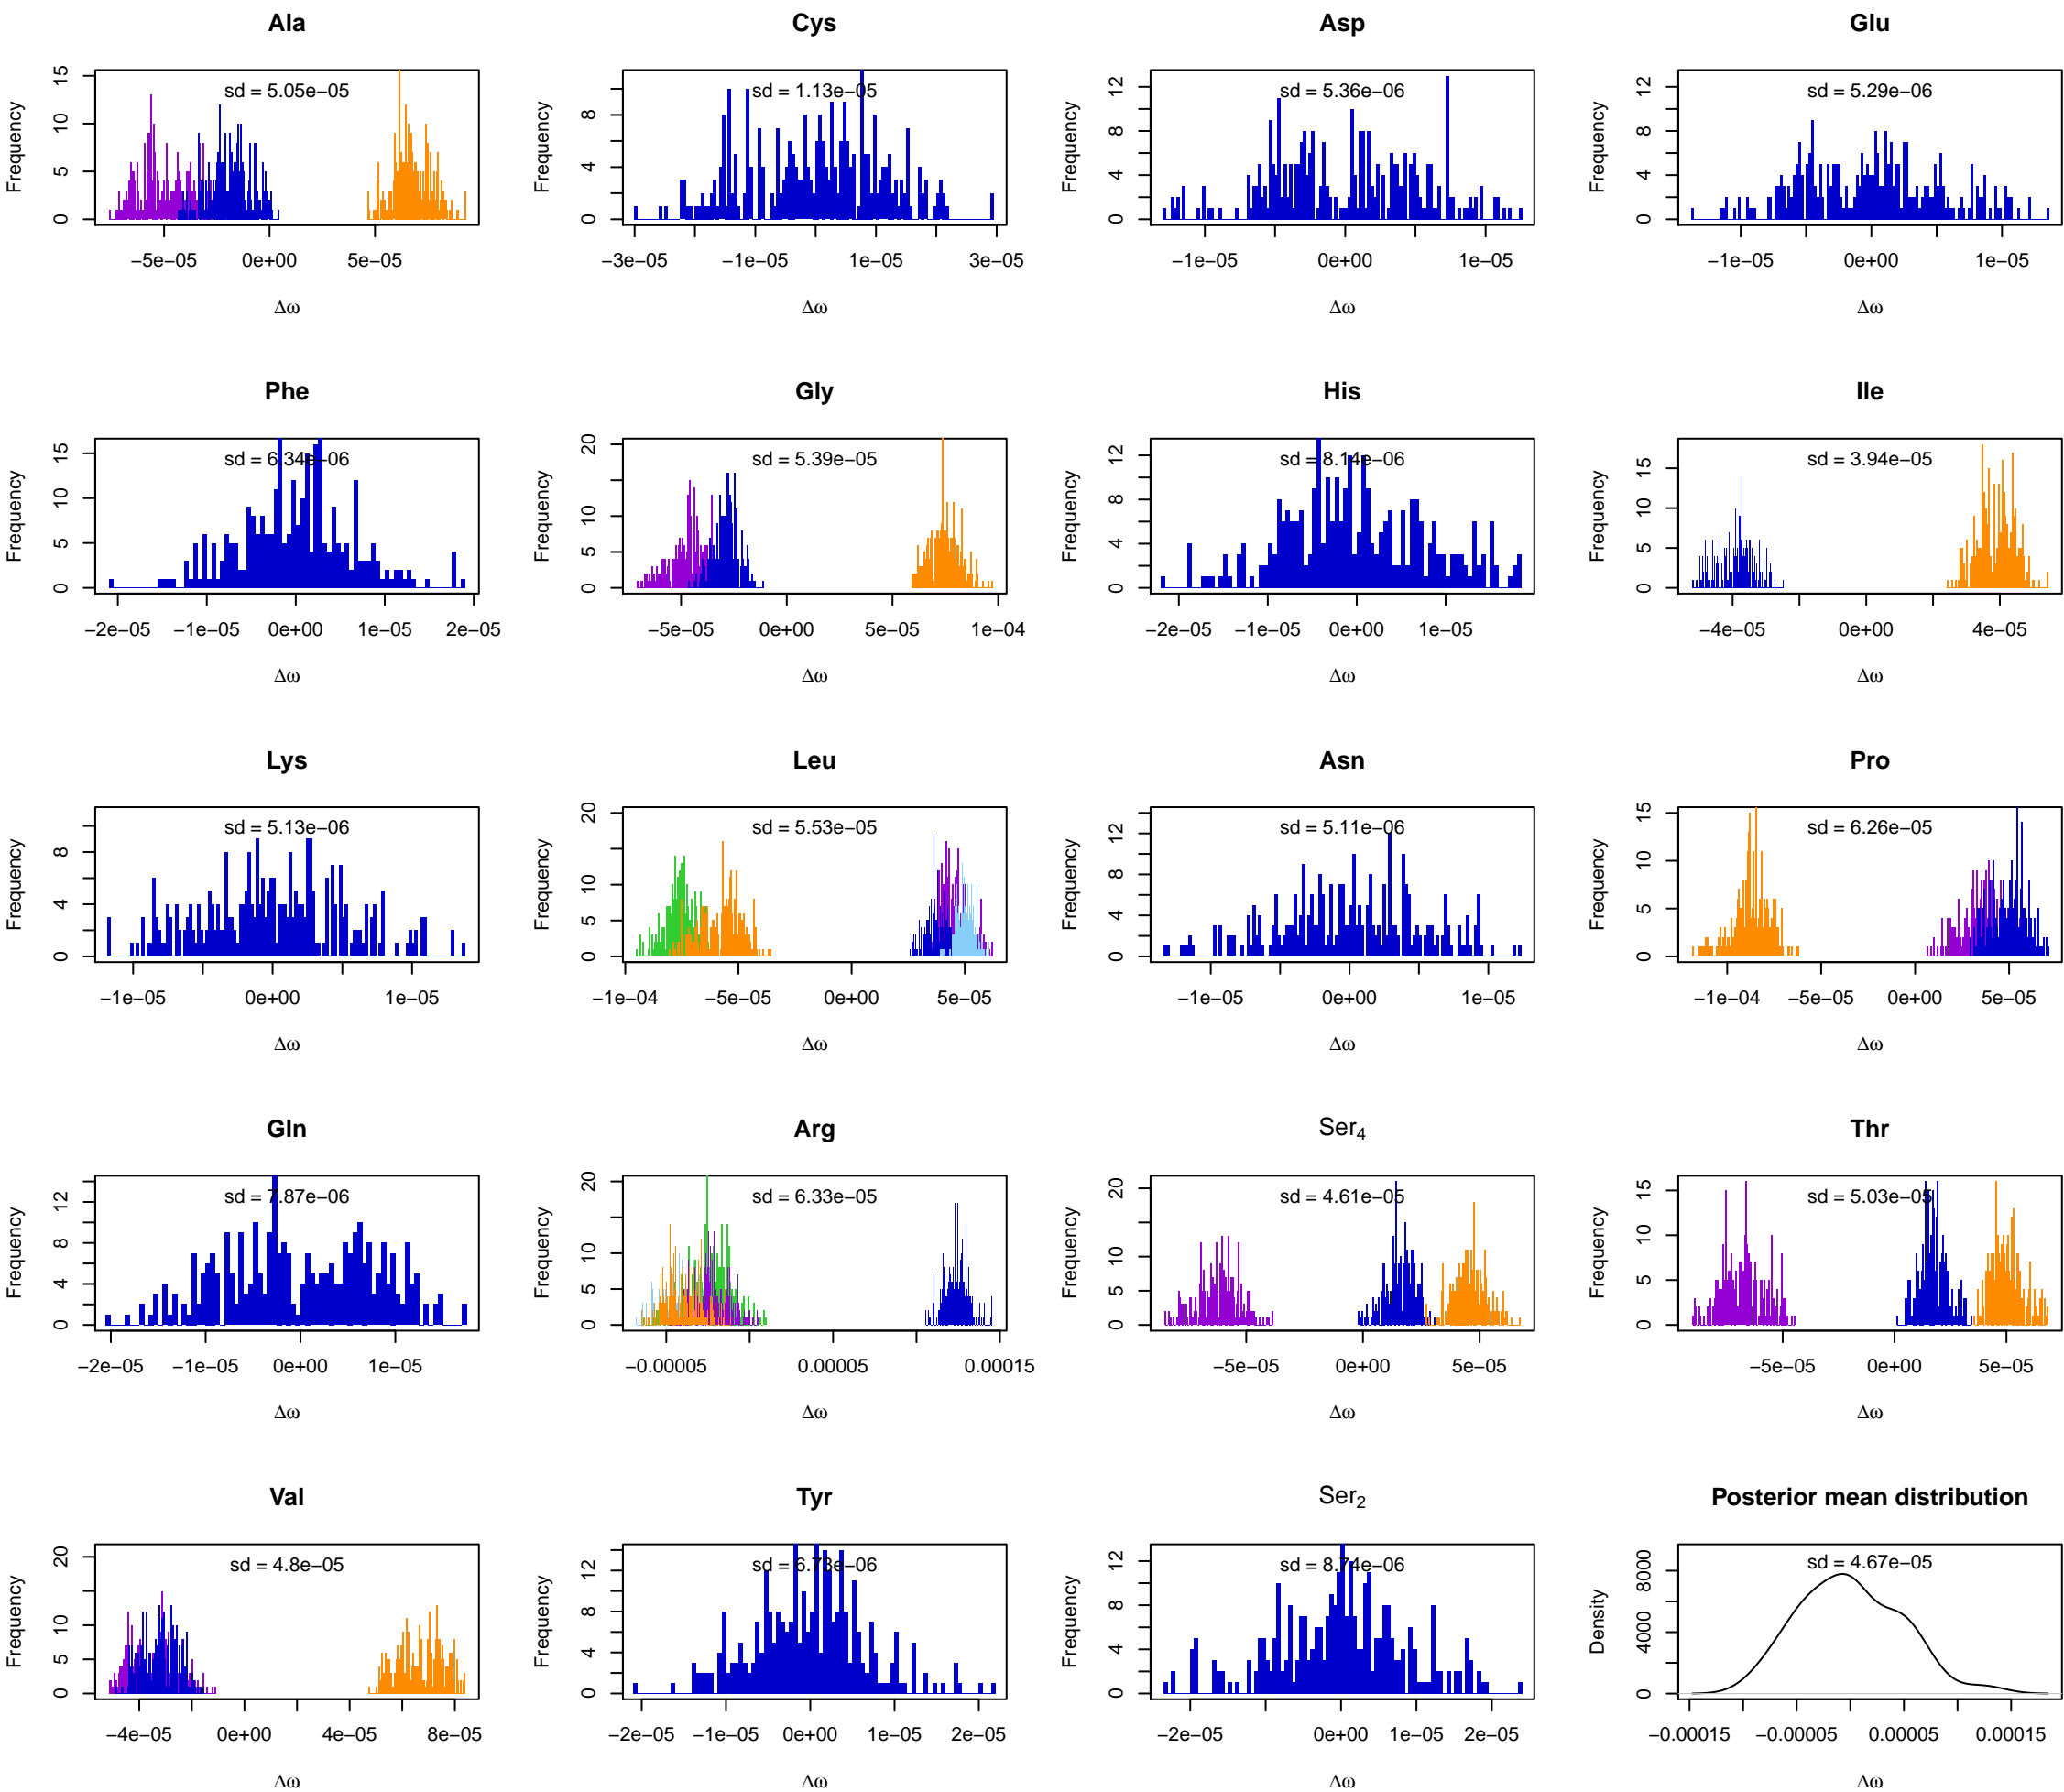 Ala
Frequency
0 5 10 15
sd = 5.05e−05
−5e−05 0e+00 5e−05
Δω
Cys
Frequency
0 4 8
sd = 1.13e−05
−3e−05 −1e−05 1e−05 3e−05
Δω
Asp
Frequency
0 4 8 12
sd = 5.36e−06
−1e−05 0e+00 1e−05
Δω
Glu
Frequency
0 4 8 12
sd = 5.29e−06
−1e−05 0e+00 1e−05
Δω
Phe
Frequency
0 5 10 15
sd = 6.34e−06
−2e−05 −1e−05 0e+00 1e−05 2e−05
Δω
Gly
Frequency
0 5 10 20
sd = 5.39e−05
−5e−05 0e+00 5e−05 1e−04
Δω
His
Frequency
0 4 8 12
sd = 8.14e−06
−2e−05 −1e−05 0e+00 1e−05
Δω
Ile
Frequency
0 5 10 15
sd = 3.94e−05
−4e−05 0e+00 4e−05
Δω
Lys
Frequency
0 4 8
sd = 5.13e−06
−1e−05 0e+00 1e−05
Δω
Leu
Frequency
0 5 10 20
sd = 5.53e−05
−1e−04 −5e−05 0e+00 5e−05
Δω
Asn
Frequency
0 4 8 12
sd = 5.11e−06
−1e−05 0e+00 1e−05
Δω
Pro
Frequency
0 5 10 15
sd = 6.26e−05
−1e−04 −5e−05 0e+00 5e−05
Δω
Gln
Frequency
0 4 8 12
sd = 7.87e−06
−2e−05 −1e−05 0e+00 1e−05
Δω
Arg
Frequency
0 5 10 20
sd = 6.33e−05
−0.00005 0.00005 0.00015
Δω
Ser₄
Frequency
0 5 10 20
sd = 4.61e−05
−5e−05 0e+00 5e−05
Δω
Thr
Frequency
0 5 10 15
sd = 5.03e−05
−5e−05 0e+00 5e−05
Δω
Val
Frequency
0 5 10 20
sd = 4.8e−05
−4e−05 0e+00 4e−05 8e−05
Δω
Tyr
Frequency
0 4 8 12
sd = 6.73e−06
−2e−05 −1e−05 0e+00 1e−05 2e−05
Δω
Ser₂
Frequency
0 4 8 12
sd = 8.74e−06
−2e−05 0e+00 1e−05 2e−05
Δω
Posterior mean distribution
Density
0 4000 8000
sd = 4.67e−05
−0.00015 −0.00005 0.00005 0.00015
Δω